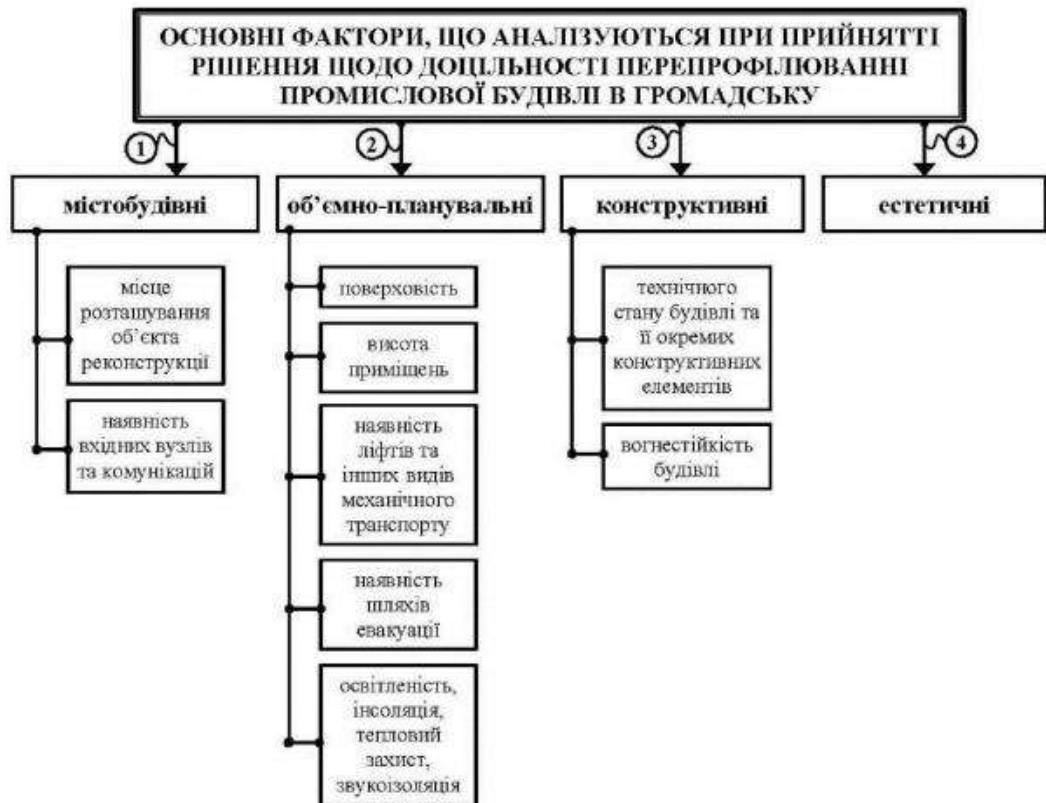 ОСНОВНІ ФАКТОРИ, ЩО АНАЛІЗУЮТЬСЯ ПРИ ПРИЙНЯТТІ
РІШЕННЯ ЩОДО ДОЦІЛЬНОСТІ ПЕРЕПРОФІЛЮВАННІ
ПРОМИСЛОВОЇ БУДІВЛІ В ГРОМАДСЬКУ
1
2
3
4
містобудівні
об’ємно-планувальні
конструктивні
естетичні
місце
розташування
об’єкта
реконструкції
наявність
вхідних вузлів
та комунікацій
поверховість
висота
приміщень
наявність
ліфтів та
інших видів
механічного
транспорту
наявність
шляхів
евакуації
освітленість,
інсоляція,
тепловий
захист,
звукоізоляція
технічного
стану будівлі та
її окремих
конструктивних
елементів
вогнестійкість
будівлі